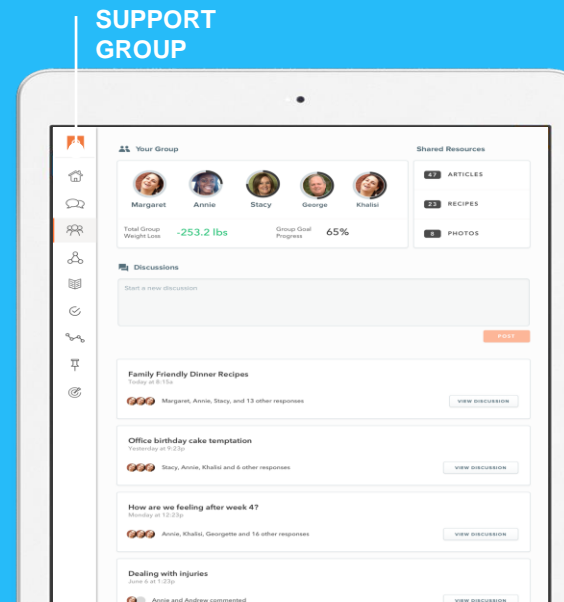 SUPPORT
GROUP
Your Group
Shared Resources
Margaret
Annie
Stacy
George
Khalisi
47 ARTICLES
23 RECIPES
8 PHOTOS
Total Group
Weight Loss
-253.2 lbs
Group Goal
Progress
65%
Discussions
Start a new discussion
POST
Family Friendly Dinner Recipes
Today at 8:15a
Margaret, Annie, Stacy, and 13 other responses
VIEW DISCUSSION
Office birthday cake temptation
Yesterday at 9:23p
Stacy, Annie, Khalisi and 6 other responses
VIEW DISCUSSION
How are we feeling after week 4?
Monday at 12:23p
Annie, Khalisi, Georgette and 16 other responses
VIEW DISCUSSION
Dealing with injuries
June 6 at 1:23p
Annie and Andrew commented
VIEW DISCUSSION